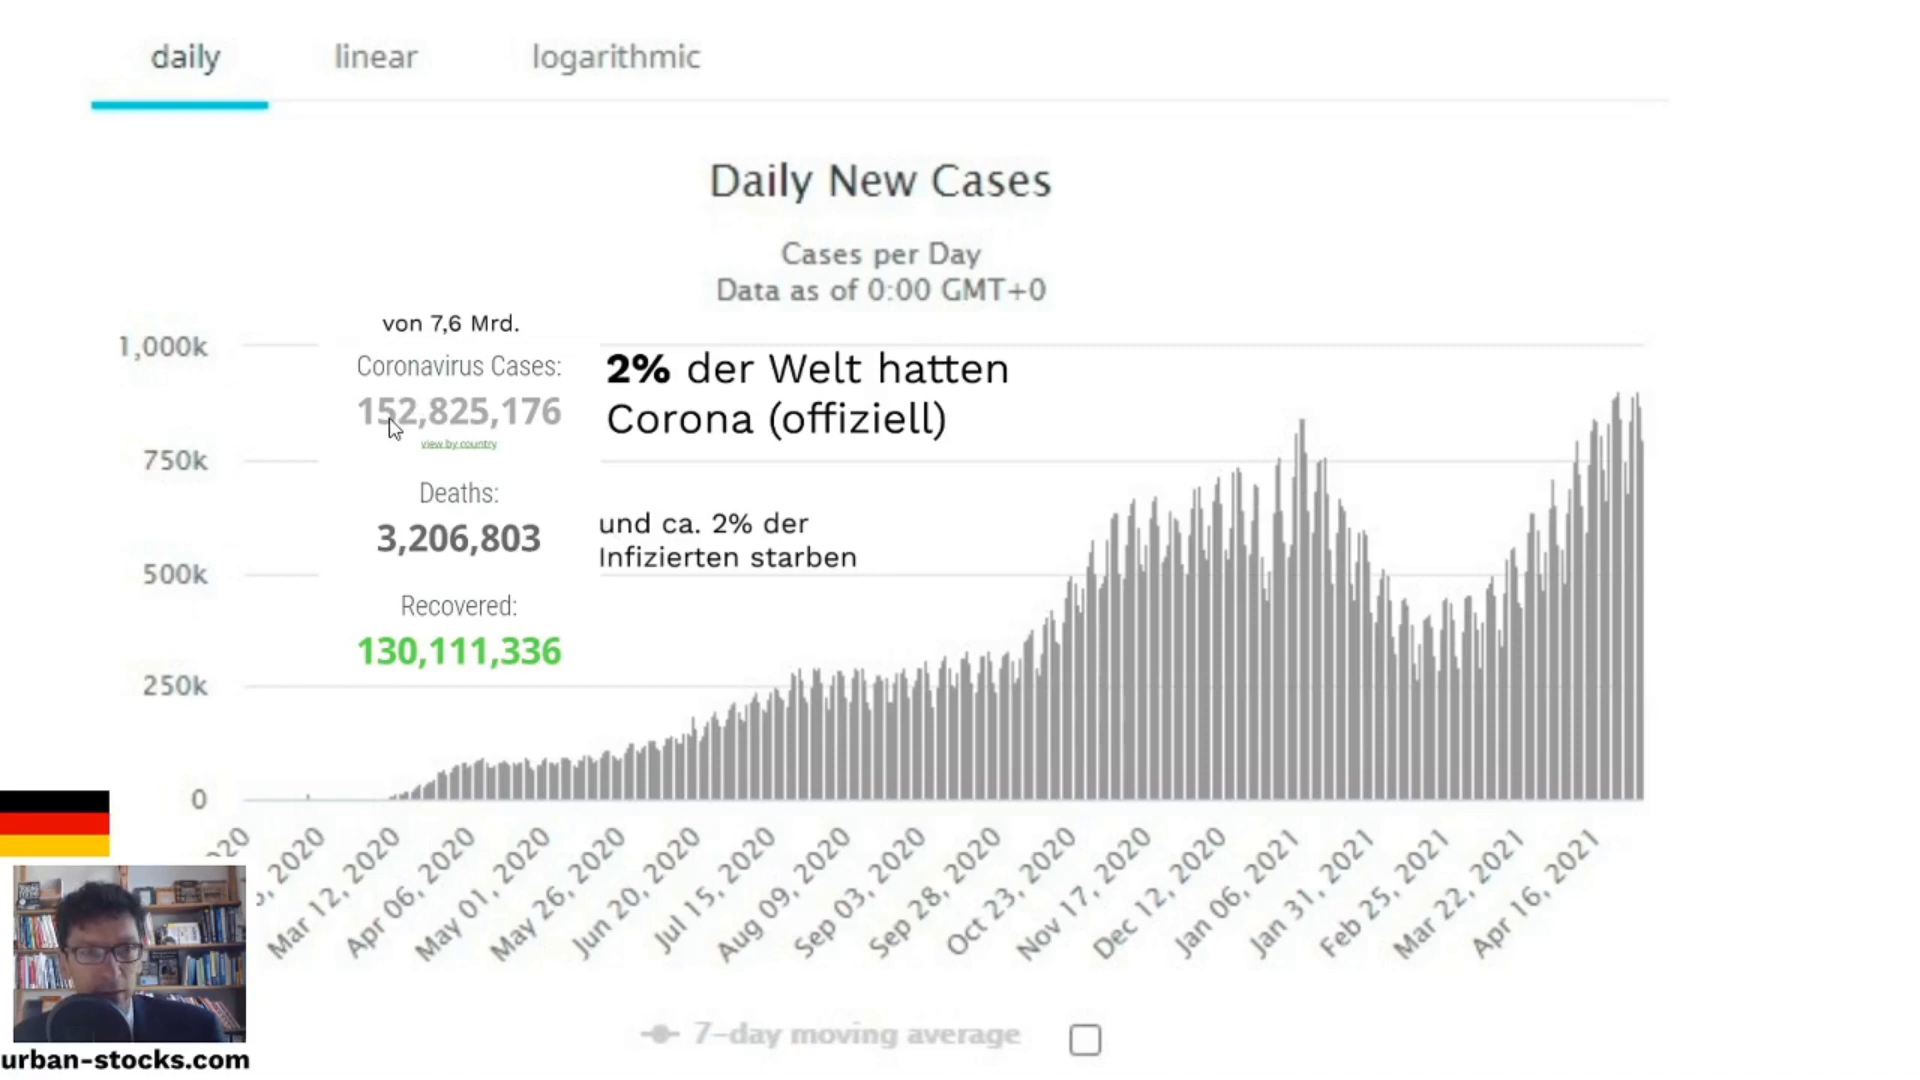 daily
linear
logarithmic
Daily New Cases
Cases per Day
Data as of 0:00 GMT+0
von 7,6 Mrd.
Coronavirus Cases:
152,825,176
view by country
2% der Welt hatten
Corona (offiziell)
Deaths:
3,206,803
und ca. 2% der
Infizierten starben
Recovered:
130,111,336
1,000k
750k
500k
250k
0
Mar 12, 2020
Apr 06, 2020
May 01, 2020
May 26, 2020
Jun 20, 2020
Jul 15, 2020
Aug 09, 2020
Sep 03, 2020
Sep 28, 2020
Oct 23, 2020
Nov 17, 2020
Dec 12, 2020
Jan 06, 2021
Jan 31, 2021
Feb 25, 2021
Mar 22, 2021
Apr 16, 2021
7-day moving average
urban-stocks.com